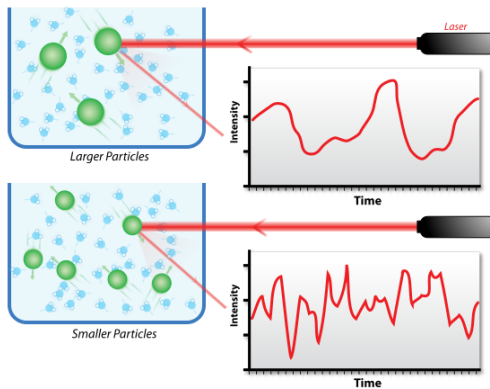 Laser
Intensity
Time
Larger Particles
Intensity
Time
Smaller Particles